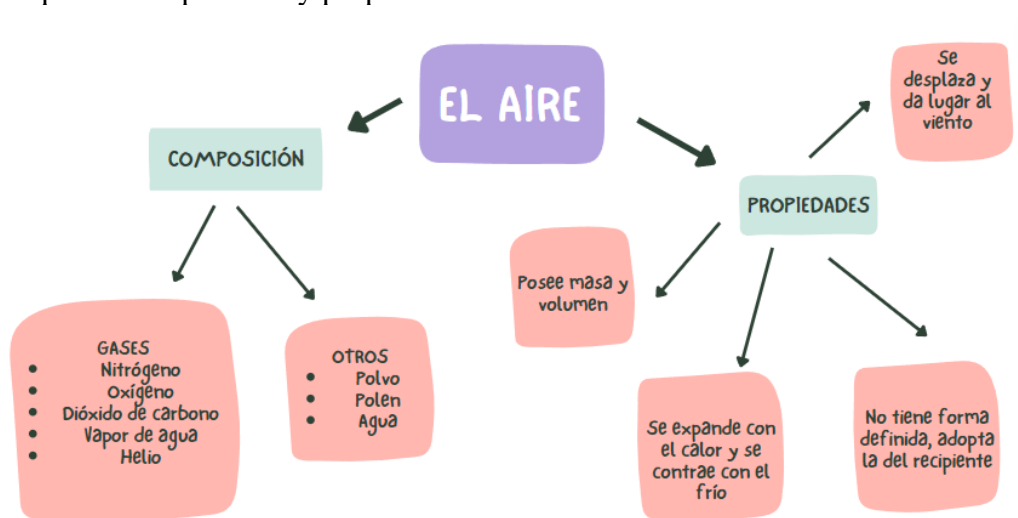 EL AIRE
COMPOSICIÓN
GASES
• Nitrógeno
• Oxígeno
• Dióxido de carbono
• Vapor de agua
• Helio
OTROS
• Polvo
• Polen
• Agua
PROPIEDADES
Se
desplaza y
da lugar al
viento
Posee masa y
volumen
Se expande con
el calor y se
contrae con el
frío
No tiene forma
definida, adopta
la del recipiente